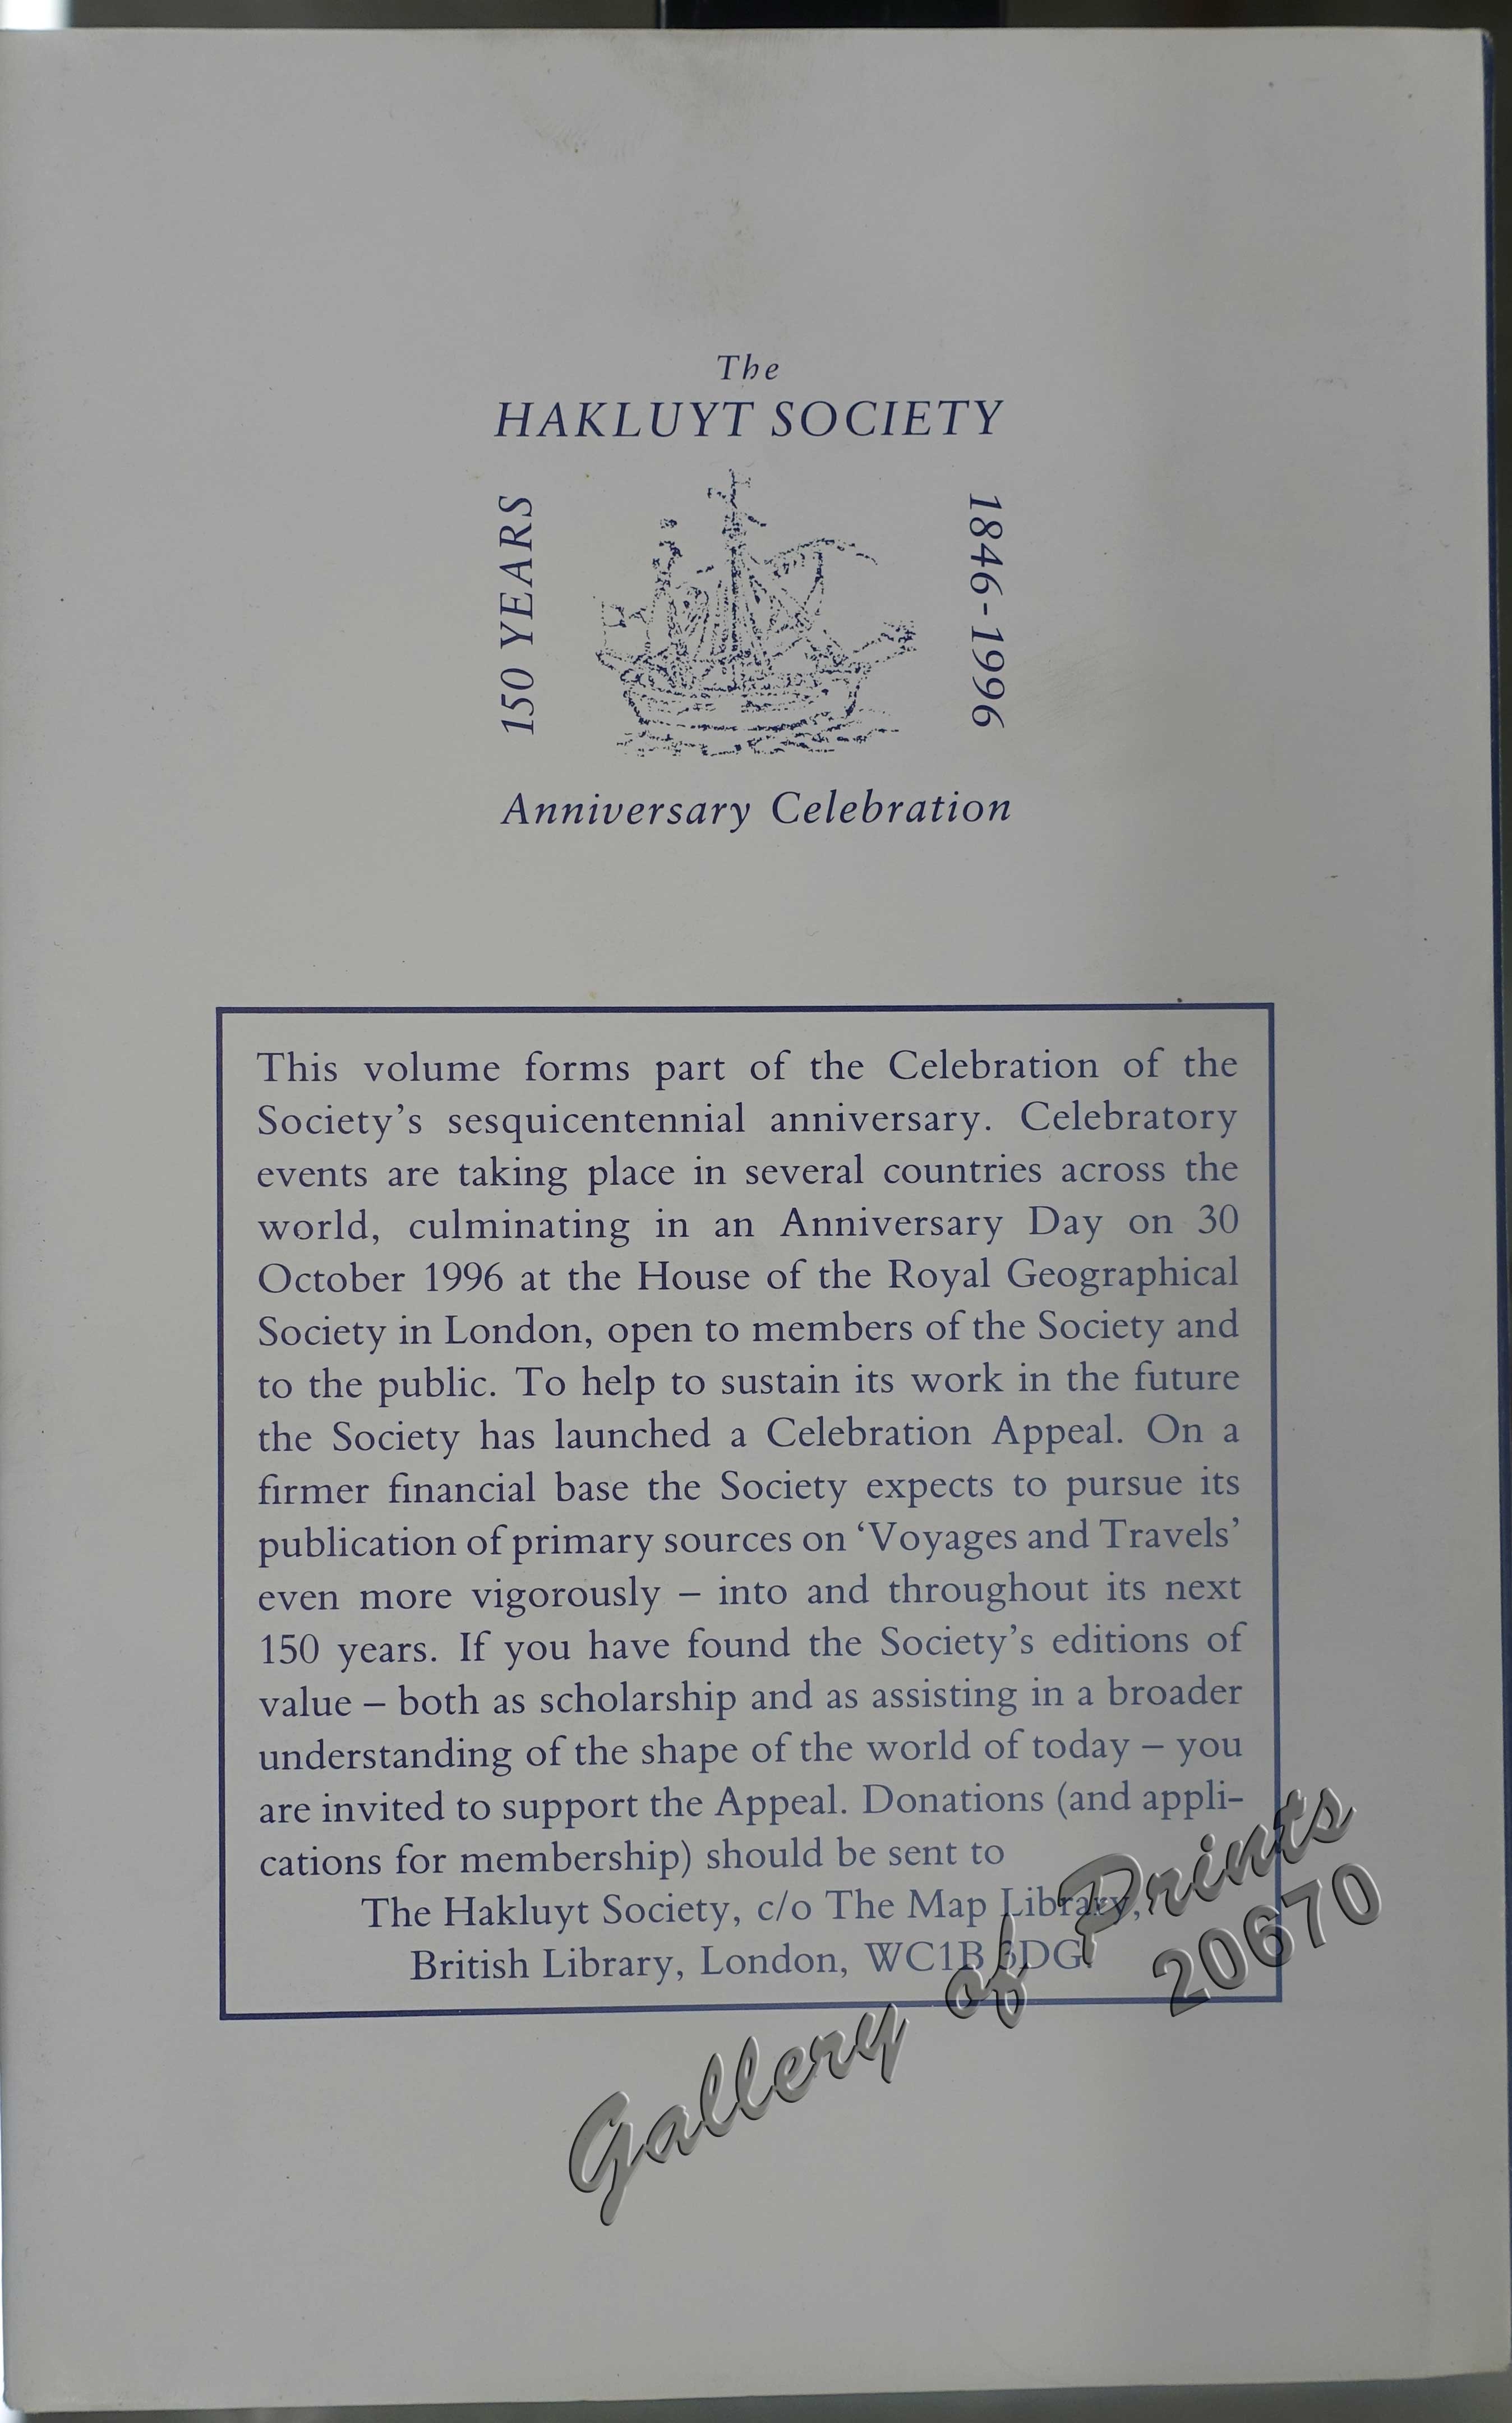 The
HAKLUYT SOCIETY
150 YEARS
1846-1996
Anniversary Celebration
This volume forms part of the Celebration of the
Society's sesquicentennial anniversary. Celebratory
events are taking place in several countries across the
world, culminating in an Anniversary Day on 30
October 1996 at the House of the Royal Geographical
Society in London, open to members of the Society and
to the public. To help to sustain its work in the future
the Society has launched a Celebration Appeal. On a
firmer financial base the Society expects to pursue its
publication of primary sources on ‘Voyages and Travels’
even more vigorously – into and throughout its next
150 years. If you have found the Society's editions of
value – both as scholarship and as assisting in a broader
understanding of the shape of the world of today – you
are invited to support the Appeal. Donations (and appli-
cations for membership) should be sent to
The Hakluyt Society, c/o The Map Library,
British Library, London, WC1B 3DG.
Gallery of Prints
20670